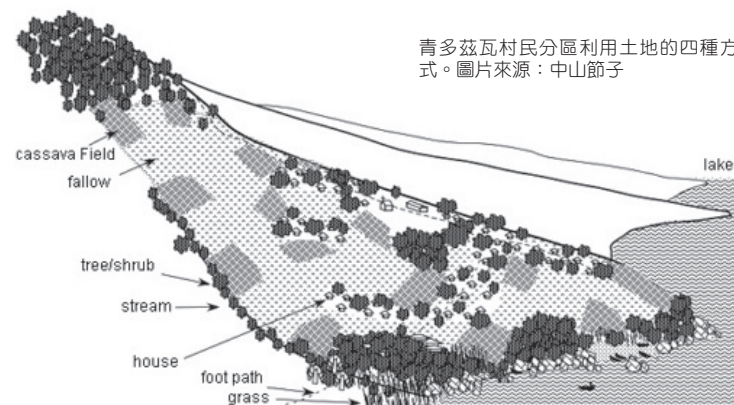 青多茲瓦村民分區利用土地的四種方
式。圖片來源：中山節子
lake
cassava Field
fallow
tree/shrub
stream
house
foot path
grass